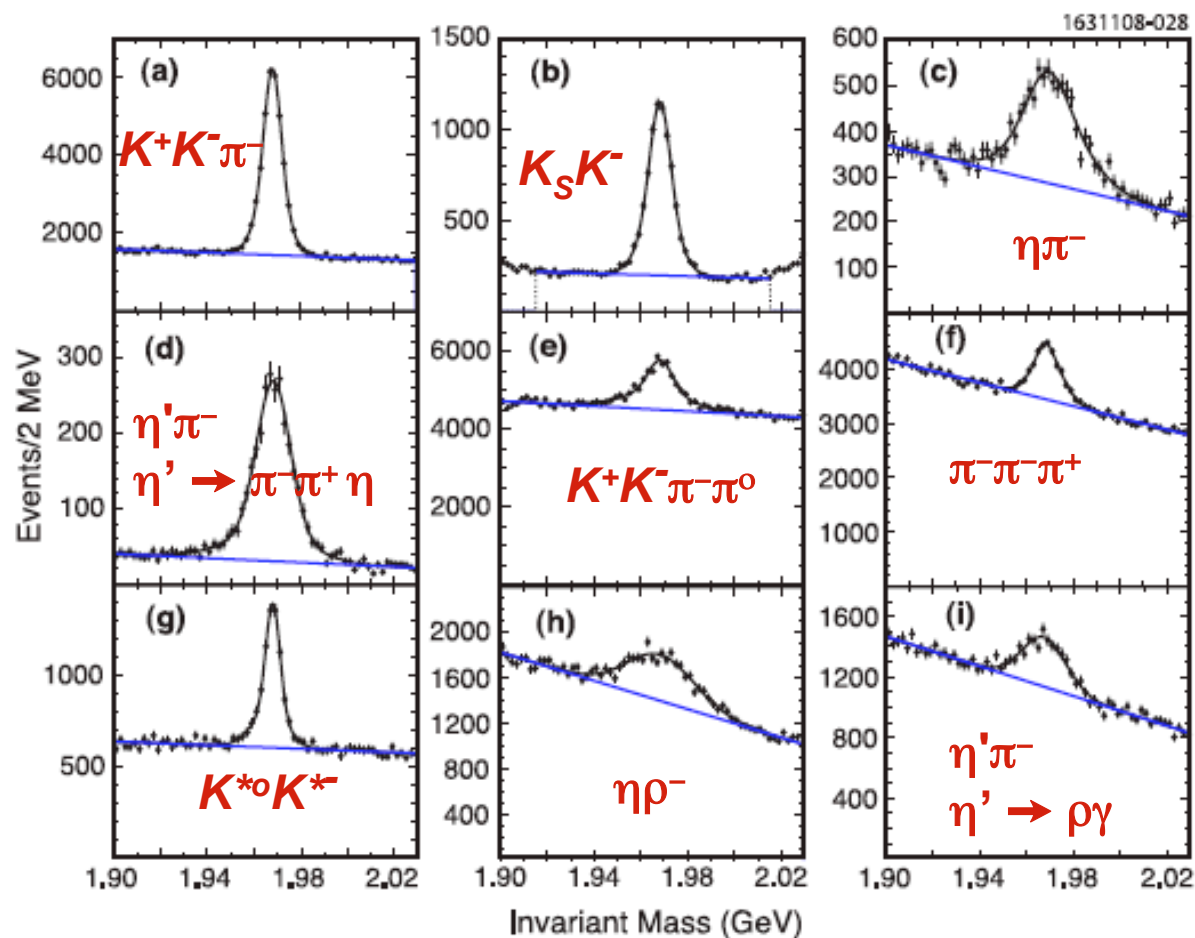 1631108-028
Events/2 MeV
(a)
K⁺K⁻π⁻
6000
4000
2000
(b)
K_S K⁻
1500
1000
500
(c)
ηπ⁻
600
500
400
300
200
100
(d)
η'π⁻
η’ → π⁻π⁺ η
300
200
100
(e)
K⁺K⁻π⁻π⁰
6000
4000
2000
(f)
π⁻π⁻π⁺
4000
3000
2000
1000
(g)
K*⁰K*⁻
1000
500
1.90 1.94 1.98 2.02
(h)
ηρ⁻
2000
1600
1200
800
400
1.90 1.94 1.98 2.02
(i)
η'π⁻
η’ → ργ
1600
1200
800
400
1.90 1.94 1.98 2.02
Invariant Mass (GeV)